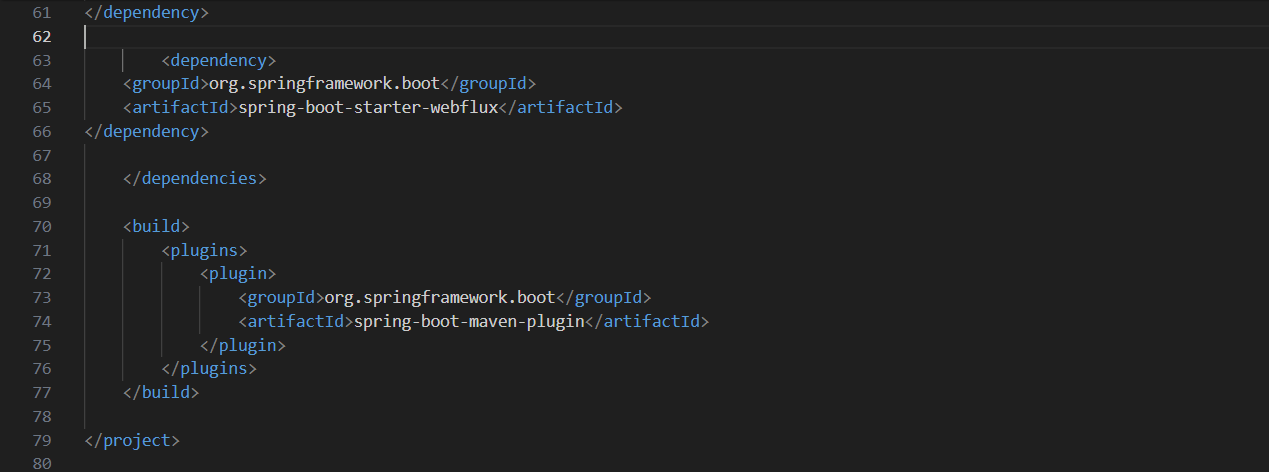 61 </dependency>
62
63         <dependency>
64     <groupId>org.springframework.boot</groupId>
65     <artifactId>spring-boot-starter-webflux</artifactId>
66 </dependency>
67
68     </dependencies>
69
70     <build>
71         <plugins>
72             <plugin>
73                 <groupId>org.springframework.boot</groupId>
74                 <artifactId>spring-boot-maven-plugin</artifactId>
75             </plugin>
76         </plugins>
77     </build>
78
79 </project>
80